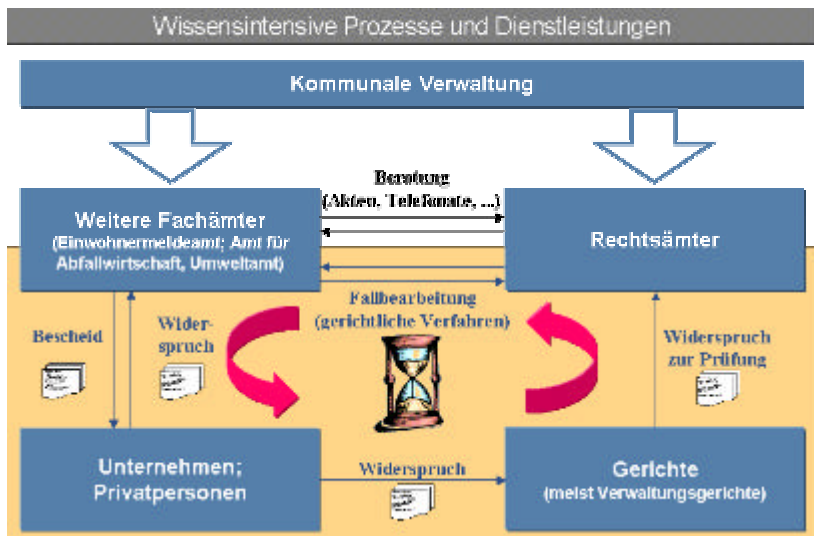 Wissensintensive Prozesse und Dienstleistungen
Kommunale Verwaltung
Beratung
(Akten, Telefonate, ...)
Weitere Fachämter
(Einwohnermeldeamt; Amt für
Abfallwirtschaft, Umweltamt)
Rechtsämter
Fallbearbeitung
(gerichtliche Verfahren)
Bescheid
Wider-
spruch
Widerspruch
zur Prüfung
Unternehmen;
Privatpersonen
Widerspruch
Gerichte
(meist Verwaltungsgerichte)